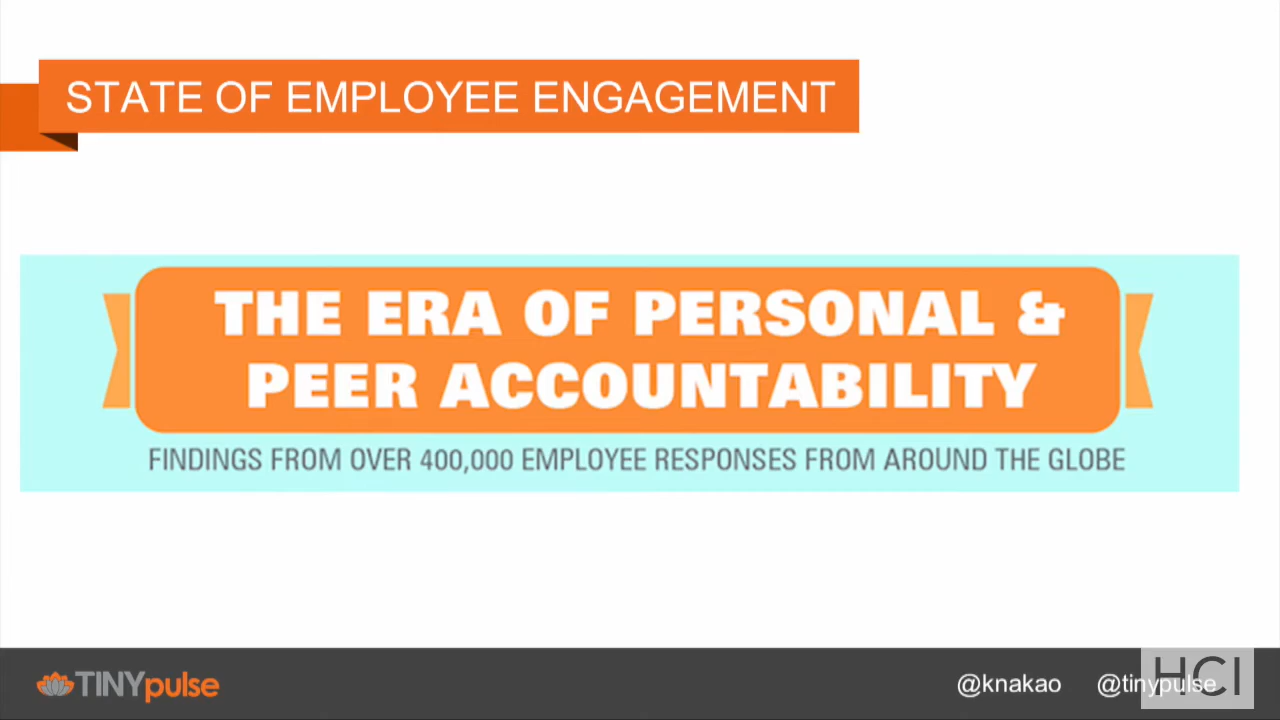 STATE OF EMPLOYEE ENGAGEMENT
THE ERA OF PERSONAL &
PEER ACCOUNTABILITY
FINDINGS FROM OVER 400,000 EMPLOYEE RESPONSES FROM AROUND THE GLOBE
TINYpulse
@knakao @tinypulse
HCI